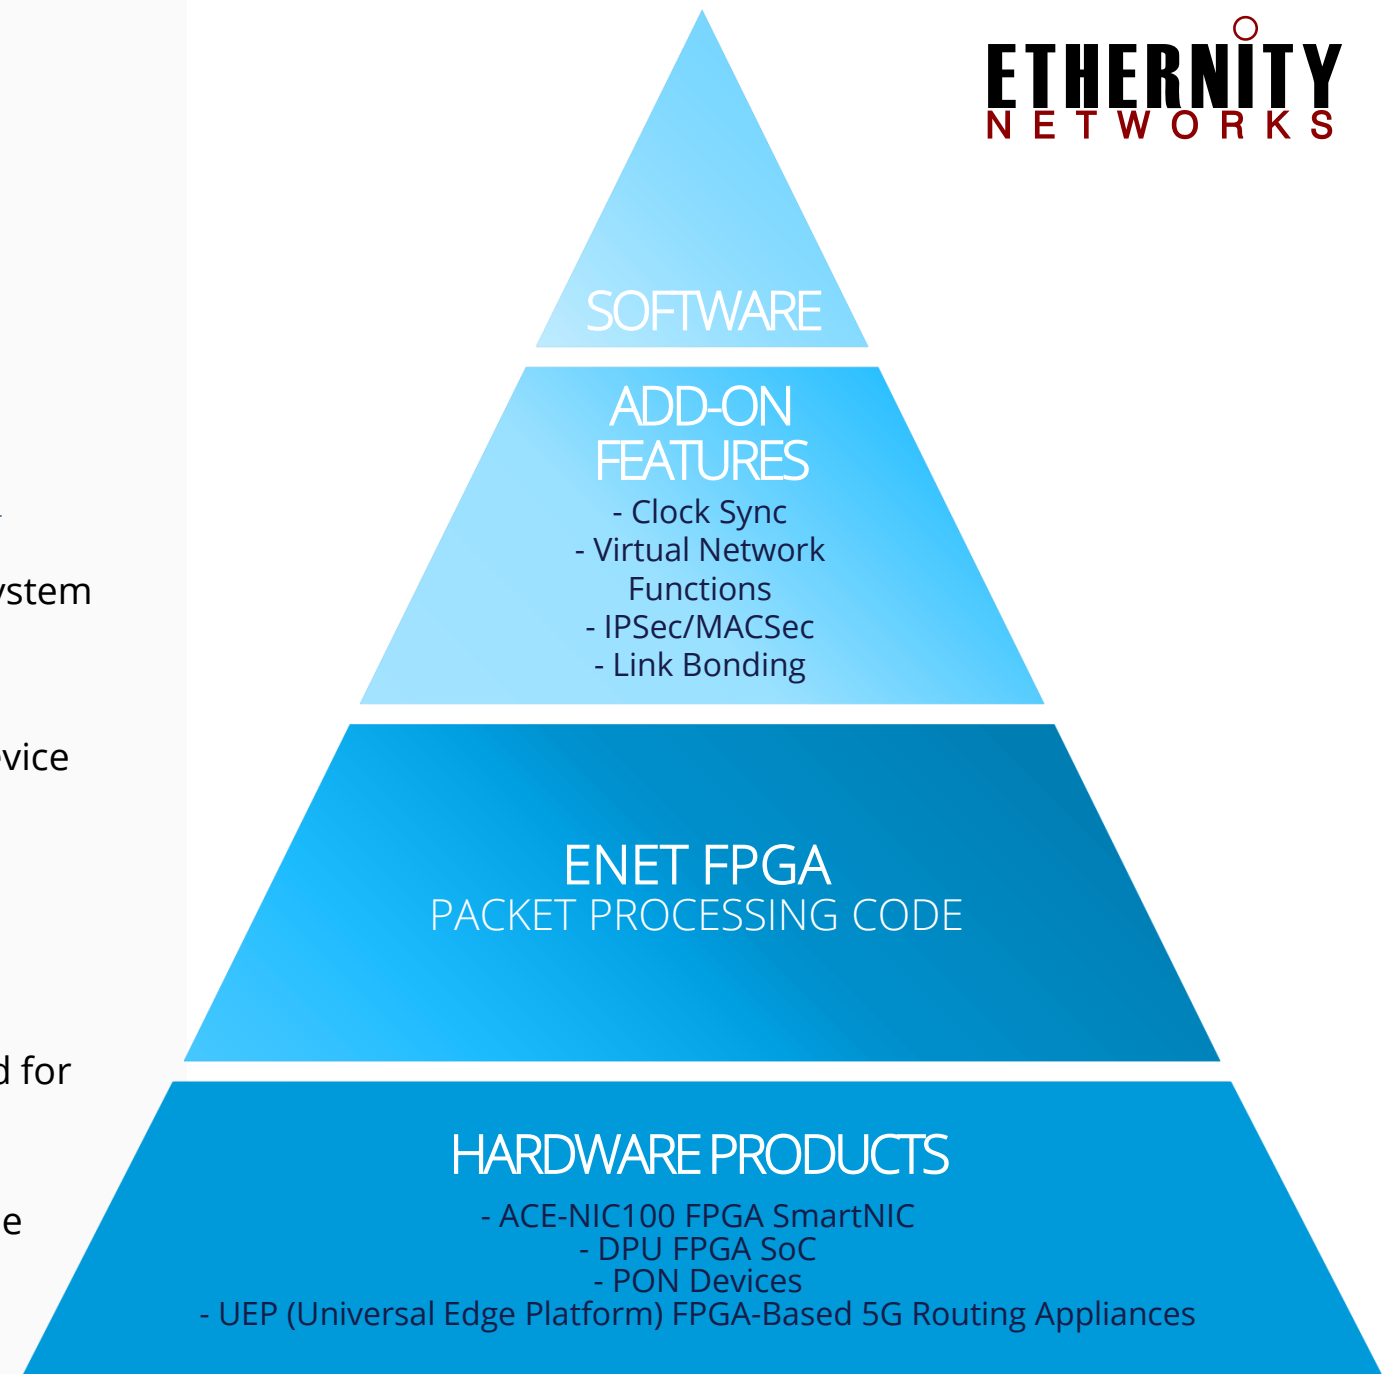 ETHERNITY
NETWORKS
SOFTWARE
ADD-ON
FEATURES
- Clock Sync
- Virtual Network
Functions
- IPSec/MACSec
- Link Bonding
ENET FPGA
PACKET PROCESSING CODE
HARDWARE PRODUCTS
- ACE-NIC100 FPGA SmartNIC
- DPU FPGA SoC
- PON Devices
- UEP (Universal Edge Platform) FPGA-Based 5G Routing Appliances
for